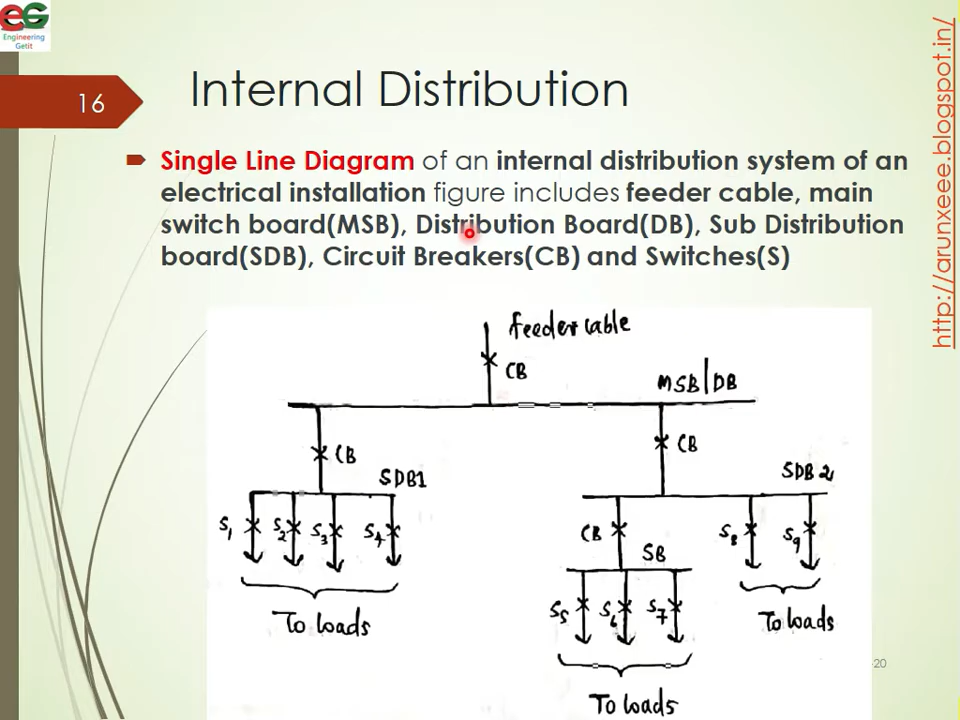 EG
Engineering
Getit
16
Internal Distribution
Single Line Diagram of an internal distribution system of an
electrical installation figure includes feeder cable, main
switch board(MSB), Distribution Board(DB), Sub Distribution
board(SDB), Circuit Breakers(CB) and Switches(S)
http://arunxeee.blogspot.in/
feeder cable
CB
MSB|DB
CB
CB
SDB1
SDB2
S1 S2 S3 S4
CB
S8 S9
SB
S5 S6 S7
To loads
To loads
To loads
-20